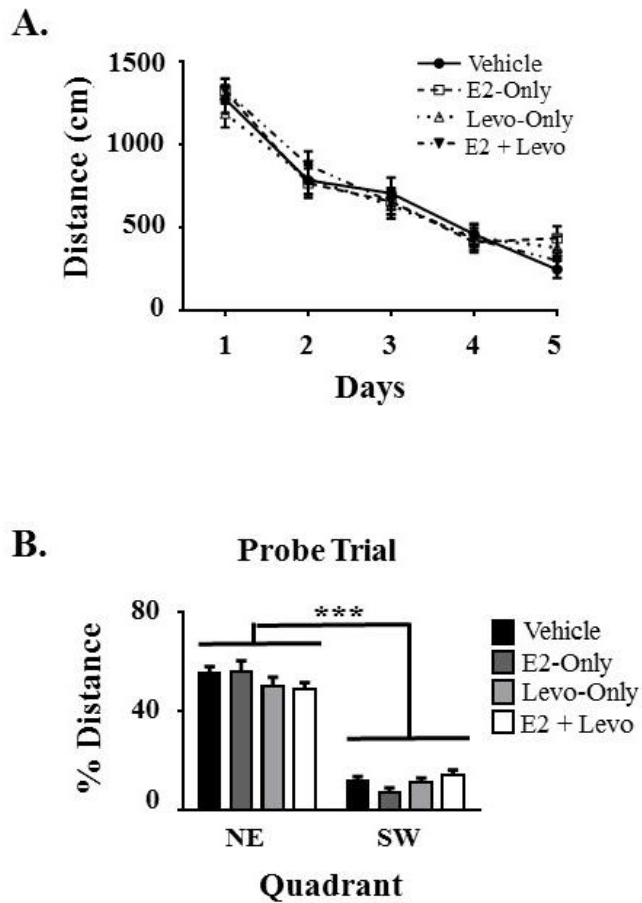 A.
1500
1000
500
0
Distance (cm)
Vehicle
E2-Only
Levo-Only
E2 + Levo
1 2 3 4 5
Days
B.
Probe Trial
80
40
0
% Distance
***
Vehicle
E2-Only
Levo-Only
E2 + Levo
NE SW
Quadrant